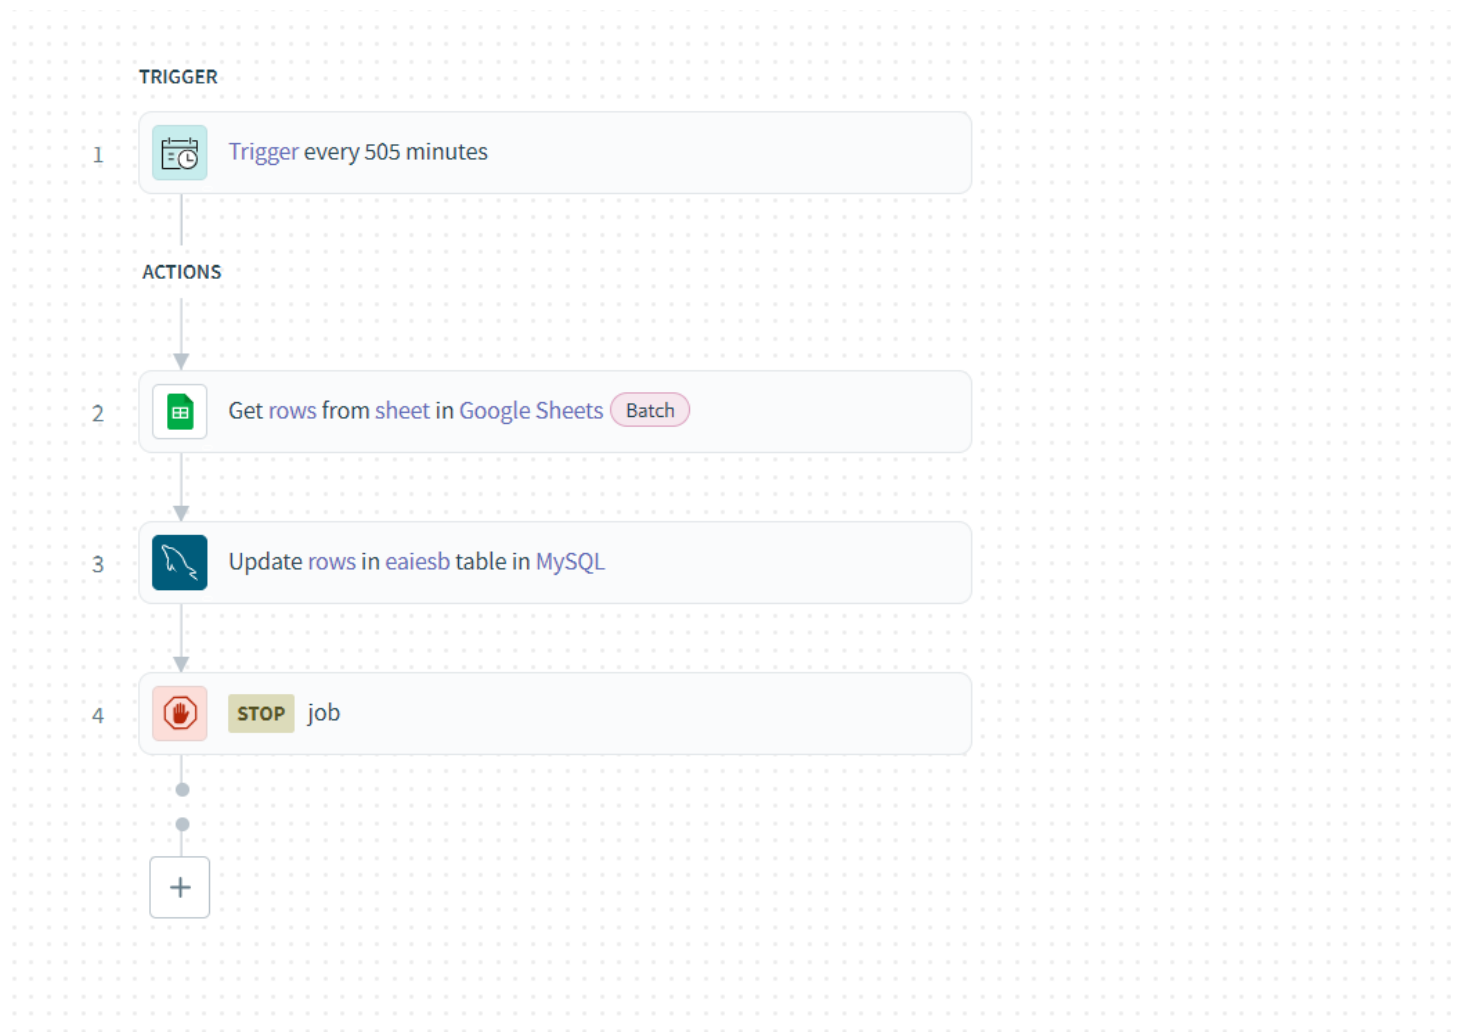 TRIGGER
1 Trigger every 505 minutes
ACTIONS
2 Get rows from sheet in Google Sheets Batch
3 Update rows in eaiesb table in MySQL
4 STOP job